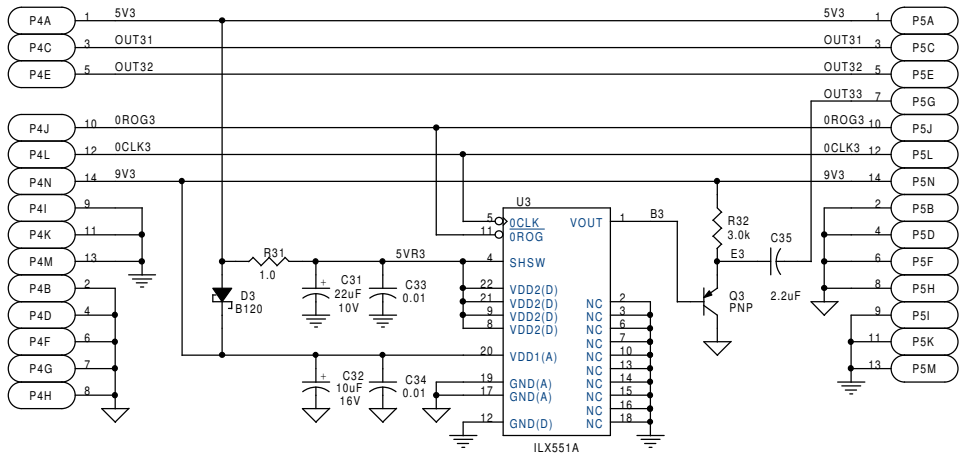 P4A 1 5V3 5V3 1 P5A
P4C 3 OUT31 OUT31 3 P5C
P4E 5 OUT32 OUT32 5 P5E
OUT33 7 P5G
P4J 10 0ROG3 0ROG3 10 P5J
P4L 12 0CLK3 0CLK3 12 P5L
P4N 14 9V3 9V3 14 P5N
P4I 9
P4K 11
P4M 13
P4B 2
P4D 4
P4F 6
P4G 7
P4H 8
2 P5B
4 P5D
6 P5F
8 P5H
9 P5I
11 P5K
13 P5M
R31
1.0
D3
B120
+
C31
22uF
10V
C33
0.01
5VR3
+
C32
10uF
16V
C34
0.01
U3
5 0CLK VOUT 1 B3
11 0ROG
4 SHSW
22 VDD2(D)
21 VDD2(D)
9 VDD2(D)
8 VDD2(D)
20 VDD1(A)
19 GND(A)
17 GND(A)
12 GND(D)
NC 2
NC 3
NC 6
NC 7
NC 10
NC 13
NC 14
NC 15
NC 16
NC 18
ILX551A
R32
3.0k
E3
C35
2.2uF
Q3
PNP